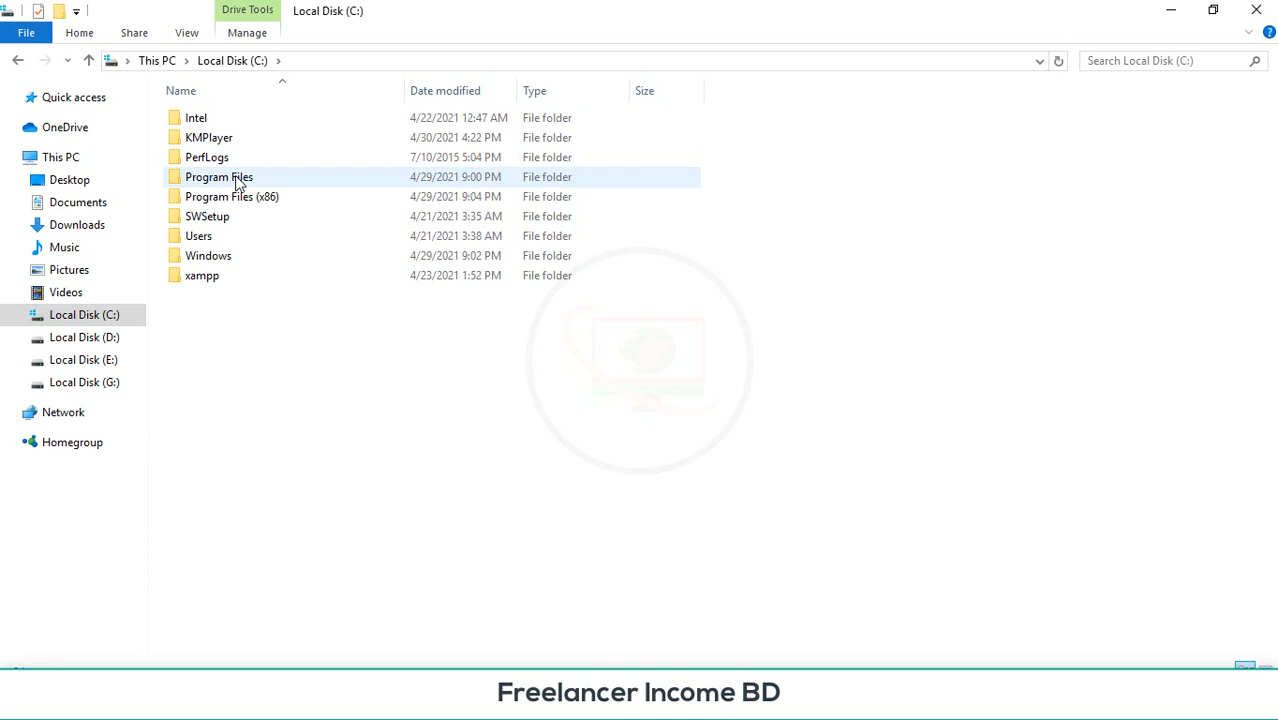 Drive Tools Local Disk (C:)
File Home Share View Manage
This PC Local Disk (C:) Search Local Disk (C:)
Name Date modified Type Size
Quick access
OneDrive
This PC
Desktop
Documents
Downloads
Music
Pictures
Videos
Local Disk (C:)
Local Disk (D:)
Local Disk (E:)
Local Disk (G:)
Network
Homegroup
Intel 4/22/2021 12:47 AM File folder
KMPlayer 4/30/2021 4:22 PM File folder
PerfLogs 7/10/2015 5:04 PM File folder
Program Files 4/29/2021 9:00 PM File folder
Program Files (x86) 4/29/2021 9:04 PM File folder
SWSetup 4/21/2021 3:35 AM File folder
Users 4/21/2021 3:38 AM File folder
Windows 4/29/2021 9:02 PM File folder
xampp 4/23/2021 1:52 PM File folder
Freelancer Income BD